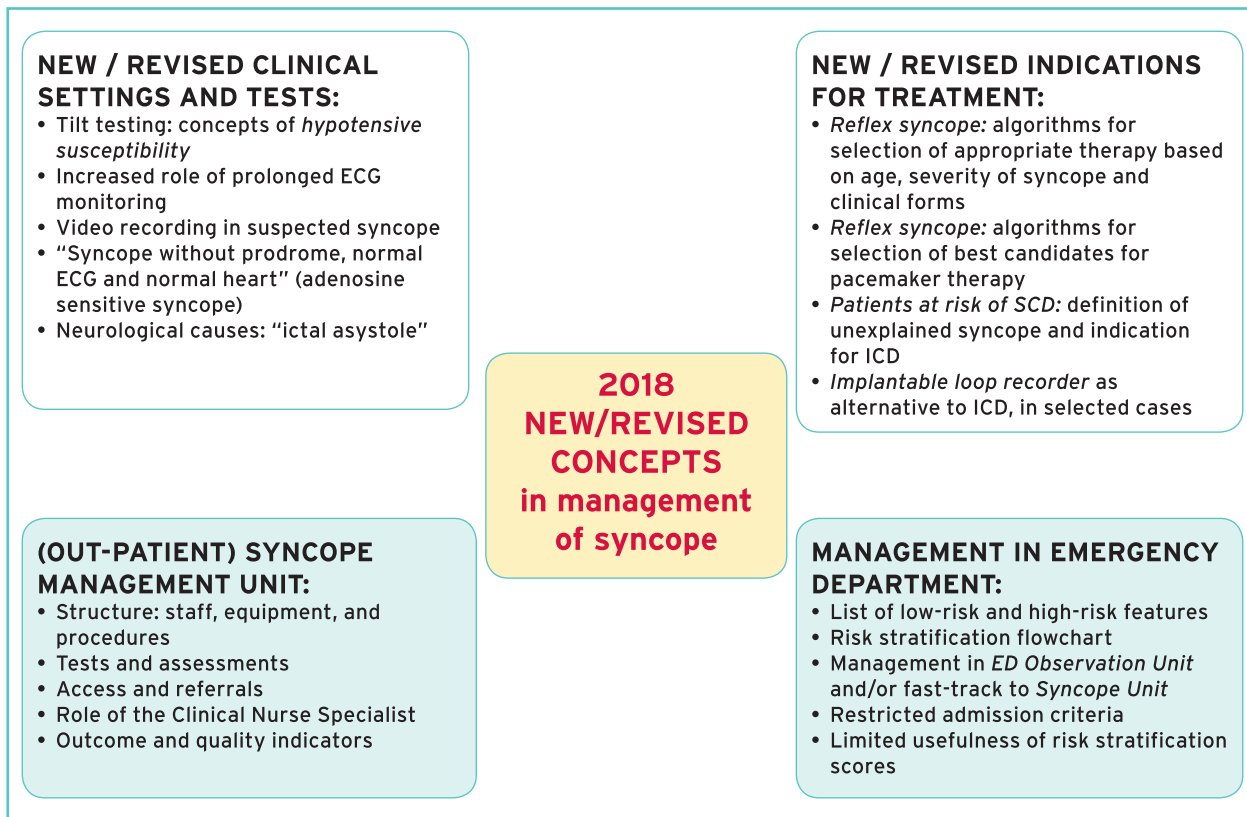 NEW / REVISED CLINICAL
SETTINGS AND TESTS:
• Tilt testing: concepts of hypotensive
susceptibility
• Increased role of prolonged ECG
monitoring
• Video recording in suspected syncope
• “Syncope without prodrome, normal
ECG and normal heart” (adenosine
sensitive syncope)
• Neurological causes: “ictal asystole”
NEW / REVISED INDICATIONS
FOR TREATMENT:
• Reflex syncope: algorithms for
selection of appropriate therapy based
on age, severity of syncope and
clinical forms
• Reflex syncope: algorithms for
selection of best candidates for
pacemaker therapy
• Patients at risk of SCD: definition of
unexplained syncope and indication
for ICD
• Implantable loop recorder as
alternative to ICD, in selected cases
2018
NEW/REVISED
CONCEPTS
in management
of syncope
(OUT-PATIENT) SYNCOPE
MANAGEMENT UNIT:
• Structure: staff, equipment, and
procedures
• Tests and assessments
• Access and referrals
• Role of the Clinical Nurse Specialist
• Outcome and quality indicators
MANAGEMENT IN EMERGENCY
DEPARTMENT:
• List of low-risk and high-risk features
• Risk stratification flowchart
• Management in ED Observation Unit
and/or fast-track to Syncope Unit
• Restricted admission criteria
• Limited usefulness of risk stratification
scores